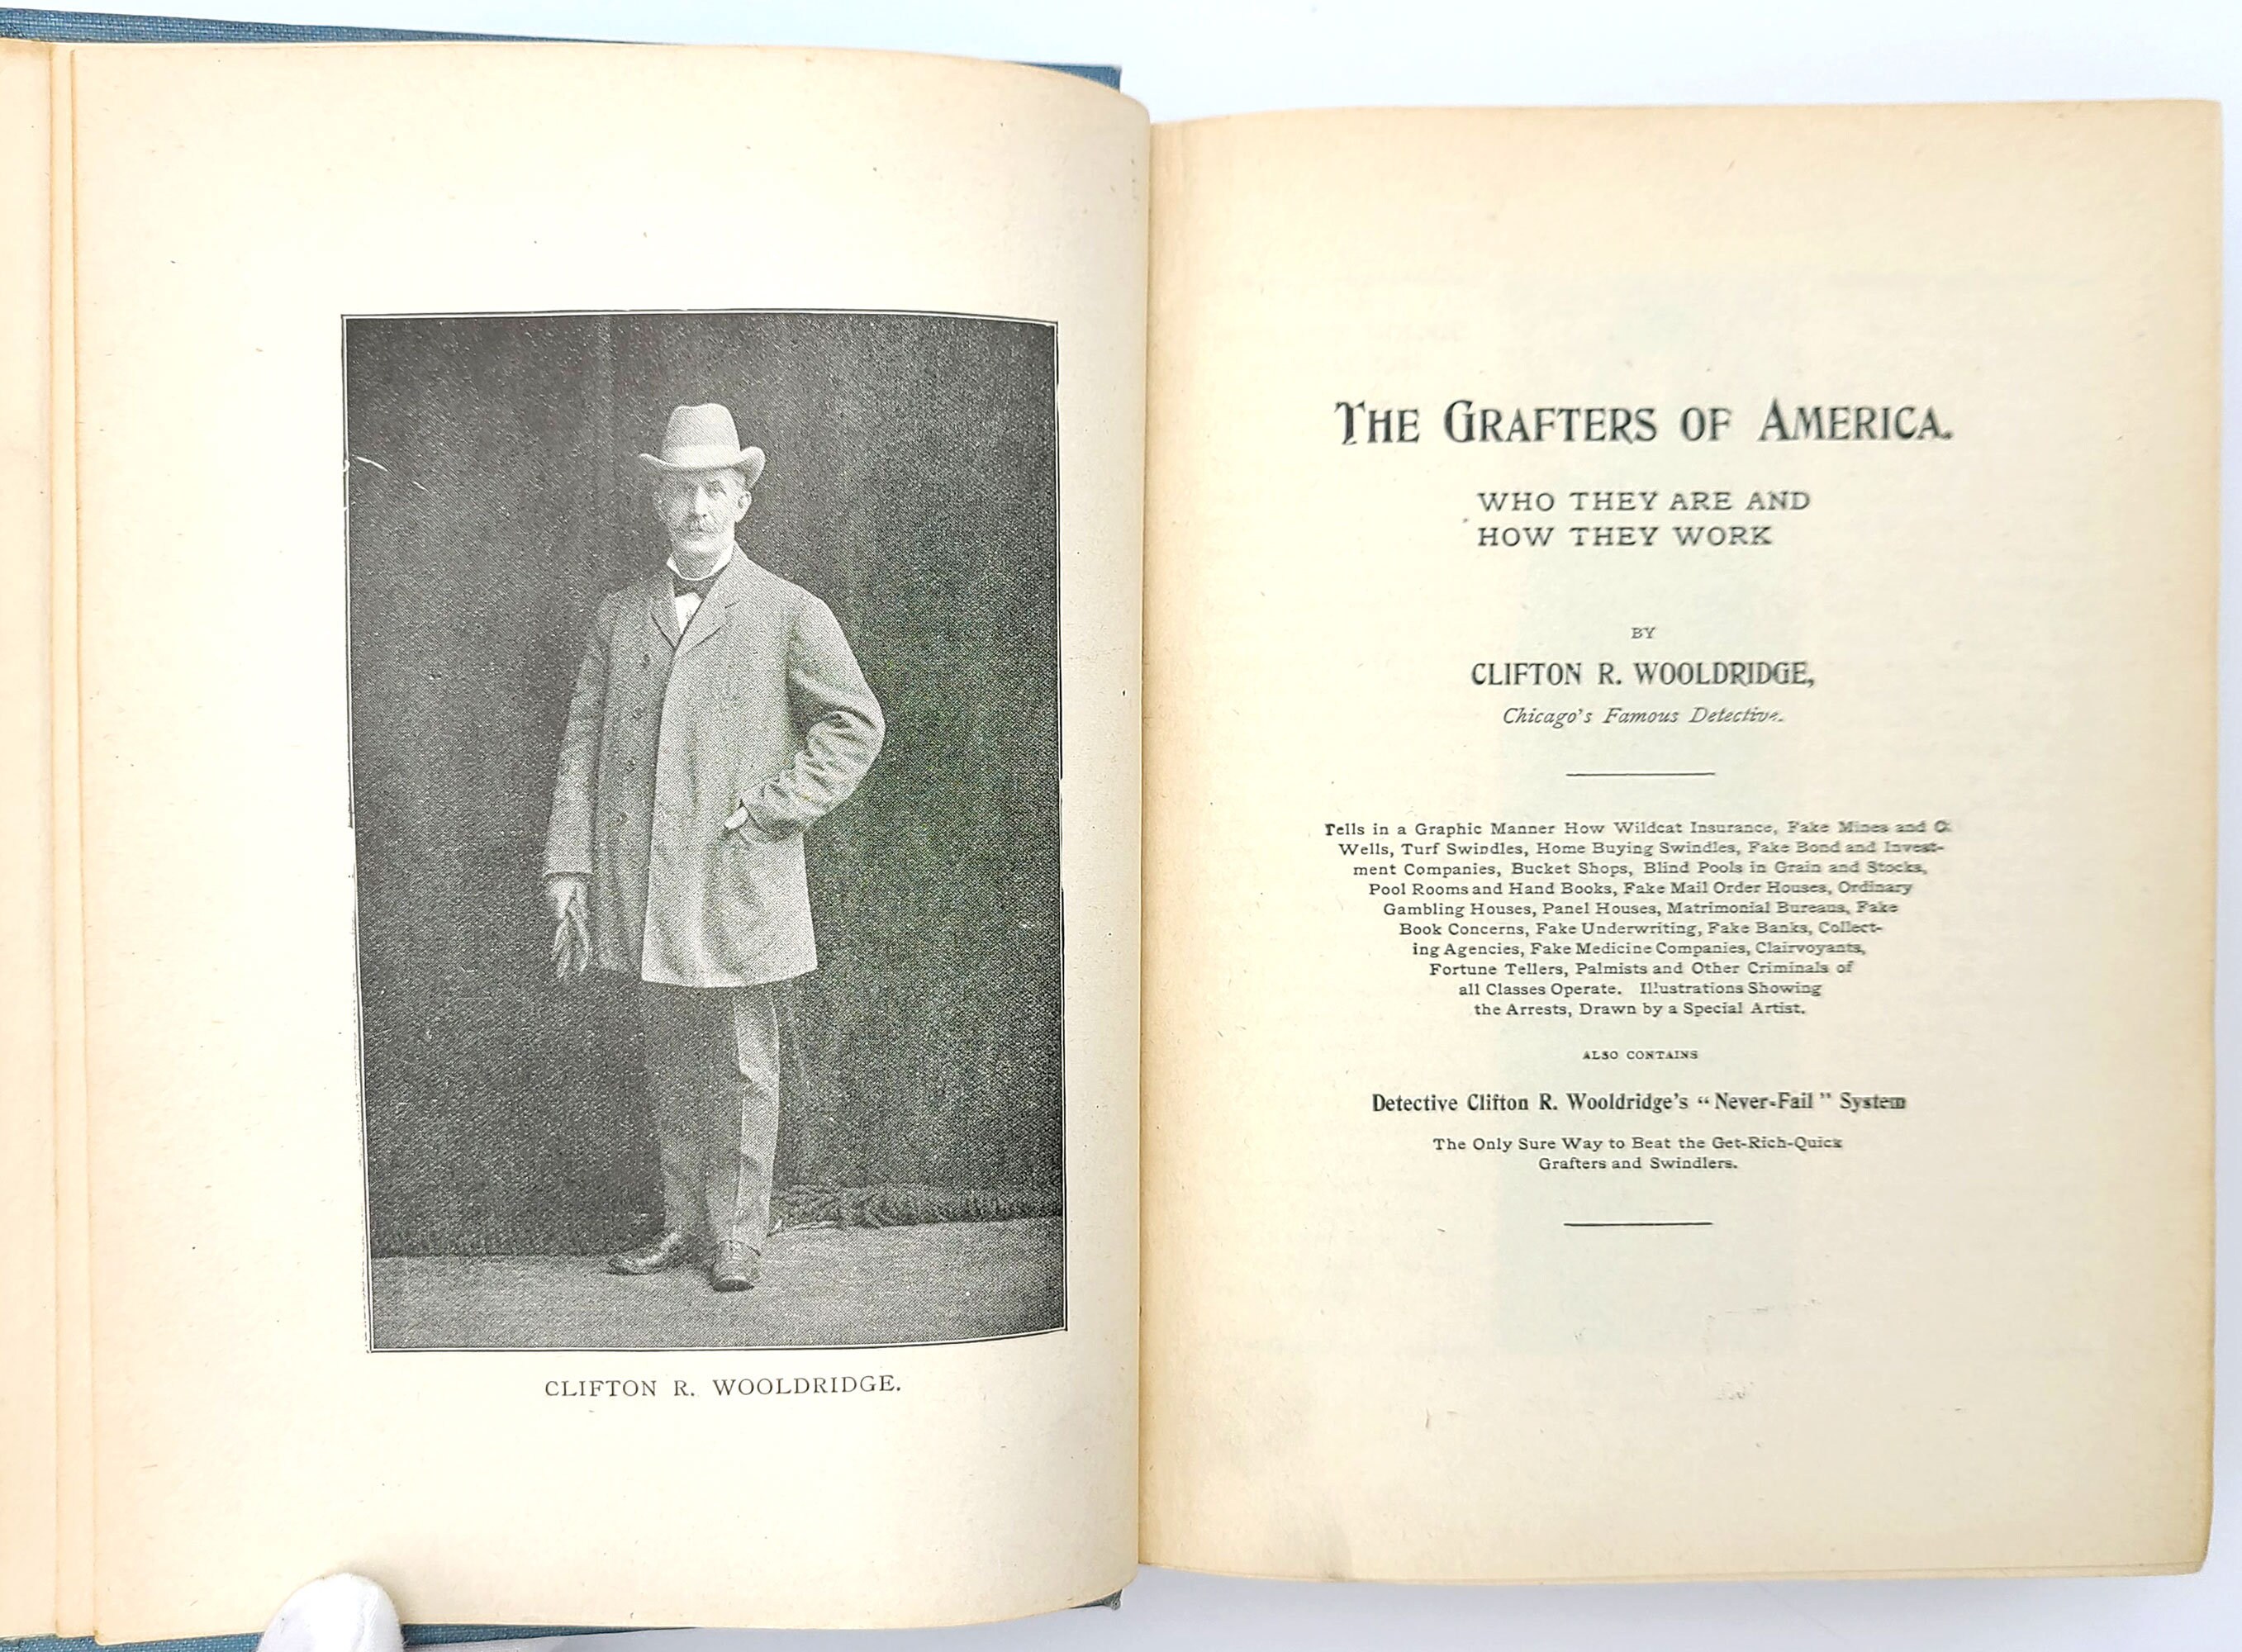 CLIFTON R. WOOLDRIDGE.
THE GRAFTERS OF AMERICA.
WHO THEY ARE AND
HOW THEY WORK
BY
CLIFTON R. WOOLDRIDGE,
Chicago's Famous Detective.
Tells in a Graphic Manner How Wildcat Insurance, Fake Mines and
Wells, Turf Swindles, Home Buying Swindles, Fake Bond and Invest-
ment Companies, Bucket Shops, Blind Pools in Grain and Stocks,
Pool Rooms and Hand Books, Fake Mail Order Houses, Ordinary
Gambling Houses, Panel Houses, Matrimonial Bureaus, Fake
Book Concerns, Fake Underwriting, Fake Banks, Collect-
ing Agencies, Fake Medicine Companies, Clairvoyants,
Fortune Tellers, Palmists and Other Criminals of
all Classes Operate. Illustrations Showing
the Arrests, Drawn by a Special Artist.
ALSO CONTAINS
Detective Clifton R. Wooldridge's "Never-Fail" System
The Only Sure Way to Beat the Get-Rich-Quick
Grafters and Swindlers.